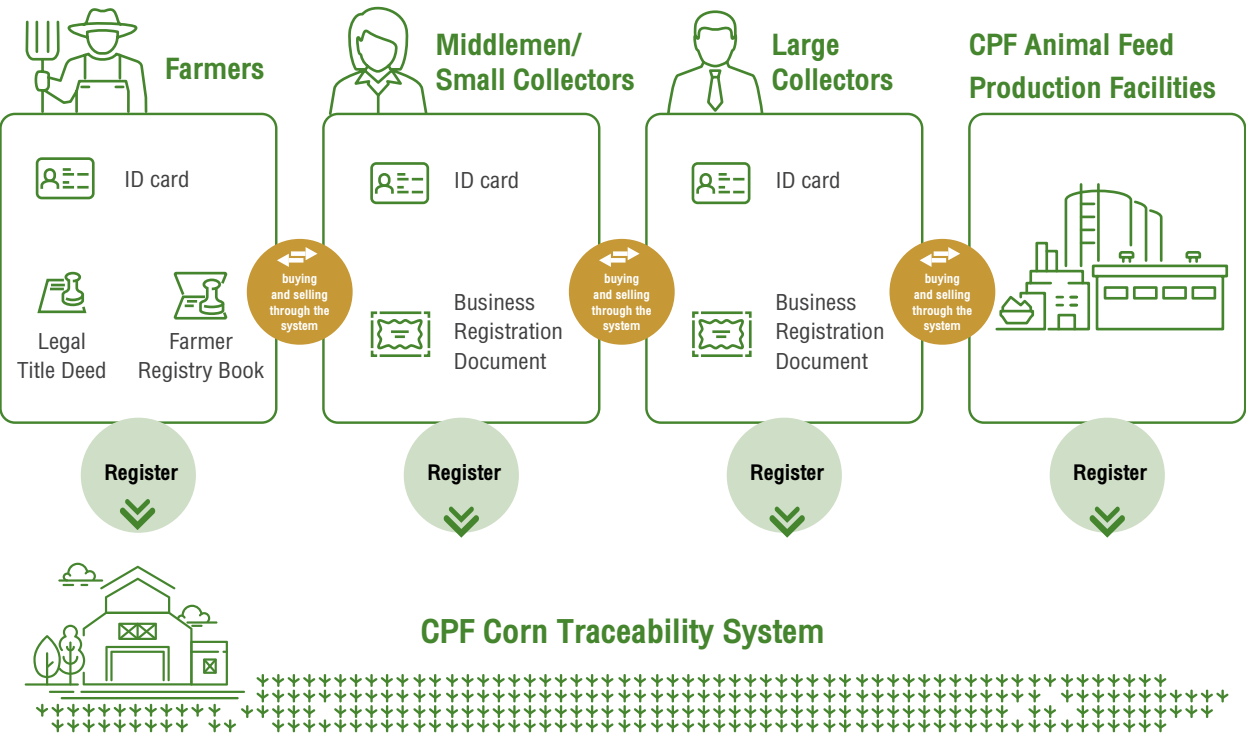 Farmers
Middlemen/
Small Collectors
Large
Collectors
CPF Animal Feed
Production Facilities
ID card
Legal
Title Deed
Farmer
Registry Book
buying
and selling
through the
system
ID card
Business
Registration
Document
buying
and selling
through the
system
ID card
Business
Registration
Document
buying
and selling
through the
system
Register
Register
Register
Register
CPF Corn Traceability System